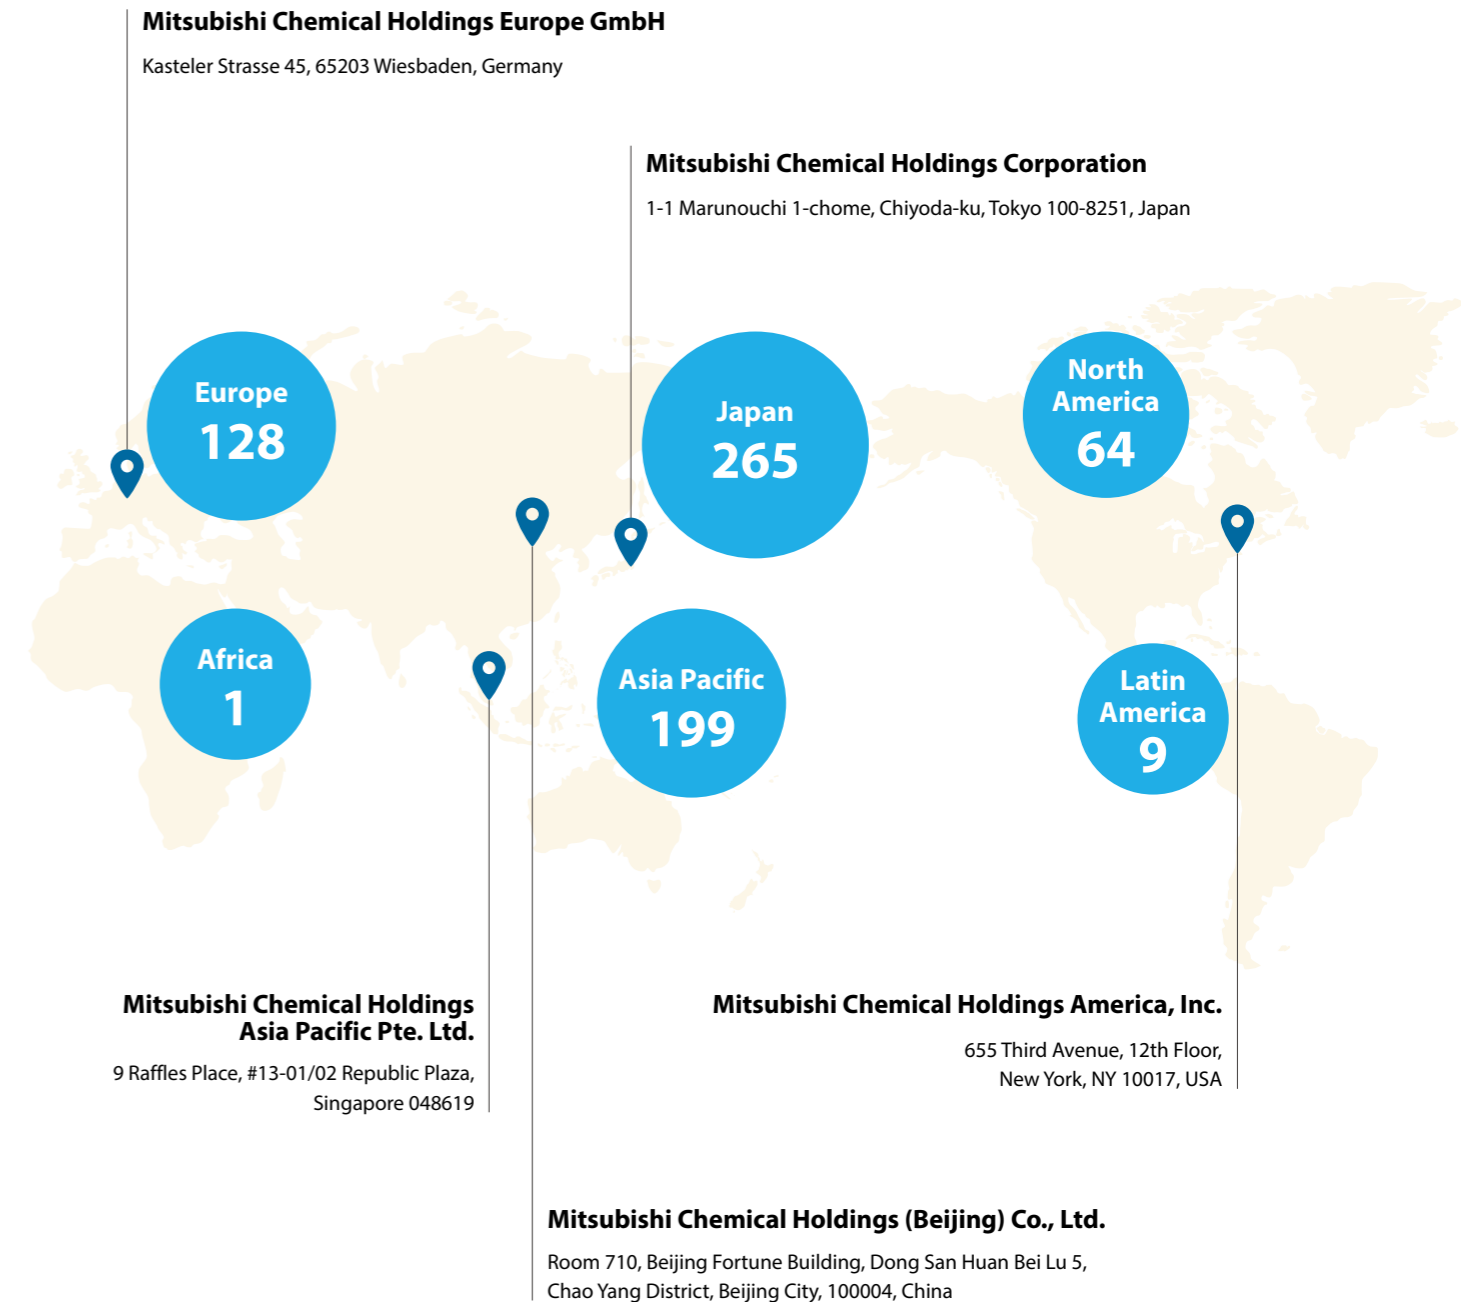 Mitsubishi Chemical Holdings Europe GmbH
Kasteler Strasse 45, 65203 Wiesbaden, Germany
Mitsubishi Chemical Holdings Corporation
1-1 Marunouchi 1-chome, Chiyoda-ku, Tokyo 100-8251, Japan
Europe
128
Japan
265
North
America
64
Africa
1
Asia Pacific
199
Latin
America
9
Mitsubishi Chemical Holdings
Asia Pacific Pte. Ltd.
9 Raffles Place, #13-01/02 Republic Plaza,
Singapore 048619
Mitsubishi Chemical Holdings America, Inc.
655 Third Avenue, 12th Floor,
New York, NY 10017, USA
Mitsubishi Chemical Holdings (Beijing) Co., Ltd.
Room 710, Beijing Fortune Building, Dong San Huan Bei Lu 5,
Chao Yang District, Beijing City, 100004, China